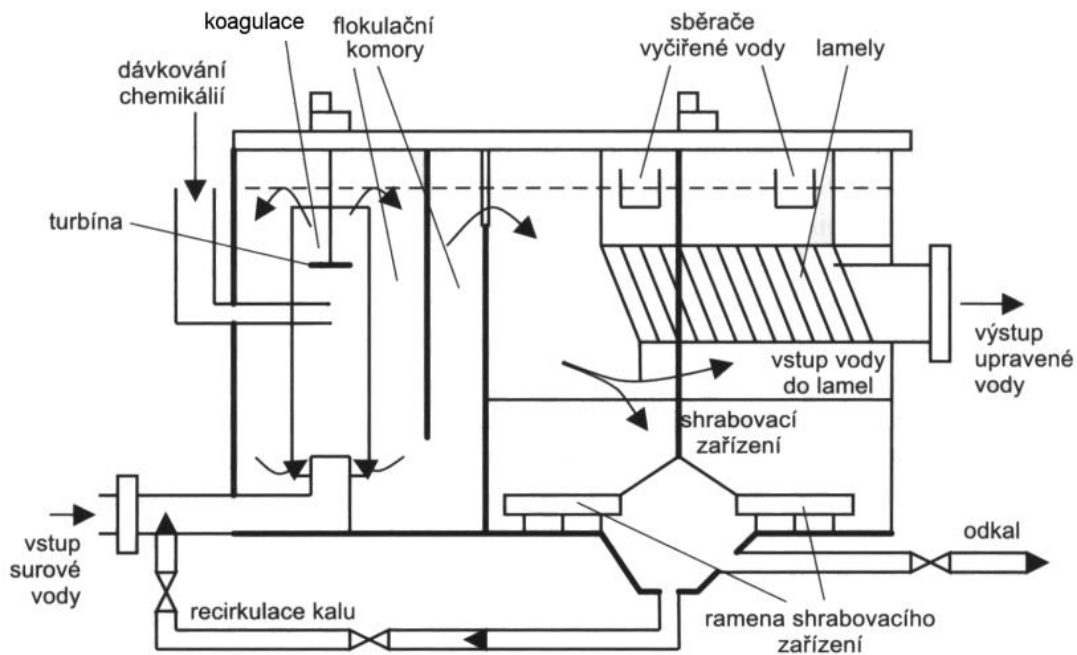 koagulace
flokulační
komory
sběrače
vyčiřené vody
lamely
dávkování
chemikálií
turbína
výstup
upravené
vody
vstup vody
do lamel
shrabovací
zařízení
vstup
surové
vody
odkal
recirkulace kalu
ramena shrabovacího
zařízení